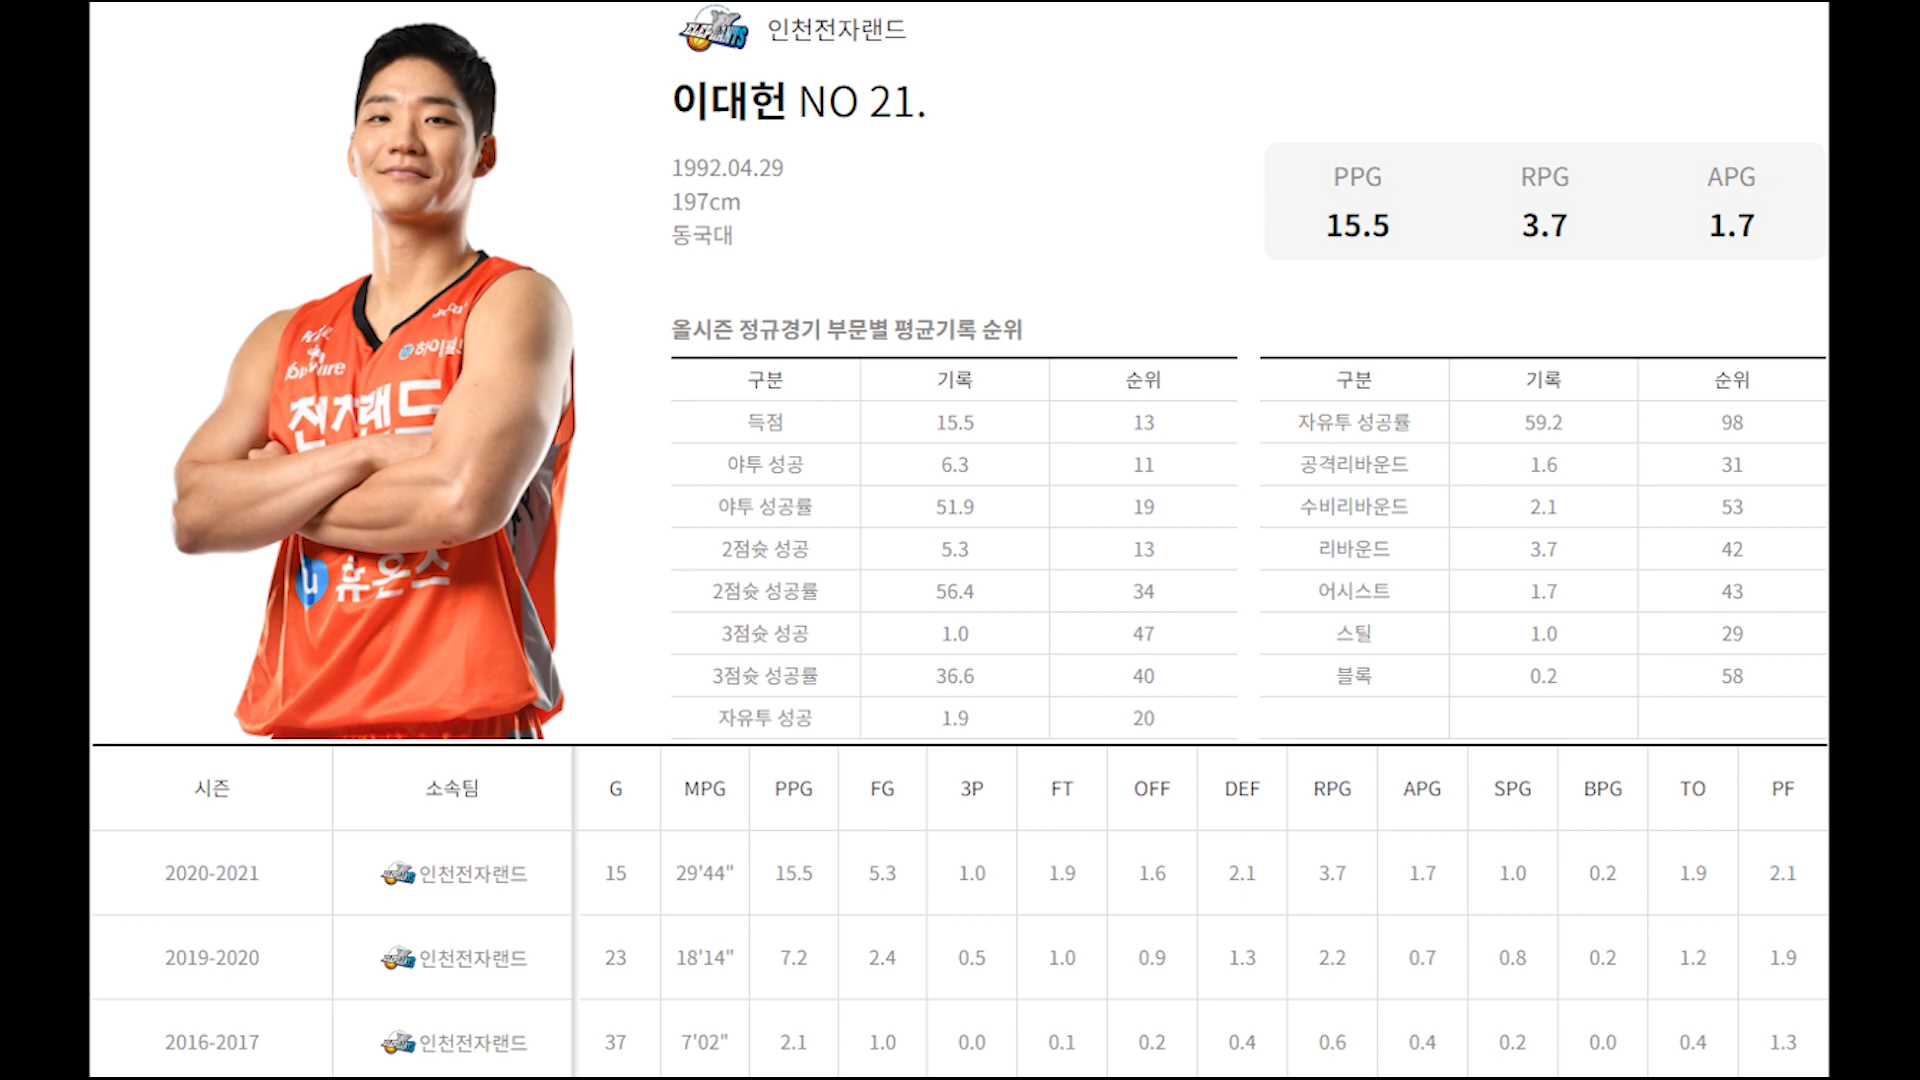 ELEPHANTS 인천전자랜드
이대헌 NO 21.
1992.04.29
197cm
동국대
PPG RPG APG
15.5 3.7 1.7
하이
전자랜드
휴온스
올시즌 정규경기 부문별 평균기록 순위
구분 기록 순위
득점 15.5 13
야투 성공 6.3 11
야투 성공률 51.9 19
2점슛 성공 5.3 13
2점슛 성공률 56.4 34
3점슛 성공 1.0 47
3점슛 성공률 36.6 40
자유투 성공 1.9 20
구분 기록 순위
자유투 성공률 59.2 98
공격리바운드 1.6 31
수비리바운드 2.1 53
리바운드 3.7 42
어시스트 1.7 43
스틸 1.0 29
블록 0.2 58
시즌 소속팀 G MPG PPG FG 3P FT OFF DEF RPG APG SPG BPG TO PF
2020-2021 인천전자랜드 15 29'44" 15.5 5.3 1.0 1.9 1.6 2.1 3.7 1.7 1.0 0.2 1.9 2.1
2019-2020 인천전자랜드 23 18'14" 7.2 2.4 0.5 1.0 0.9 1.3 2.2 0.7 0.8 0.2 1.2 1.9
2016-2017 인천전자랜드 37 7'02" 2.1 1.0 0.0 0.1 0.2 0.4 0.6 0.4 0.2 0.0 0.4 1.3